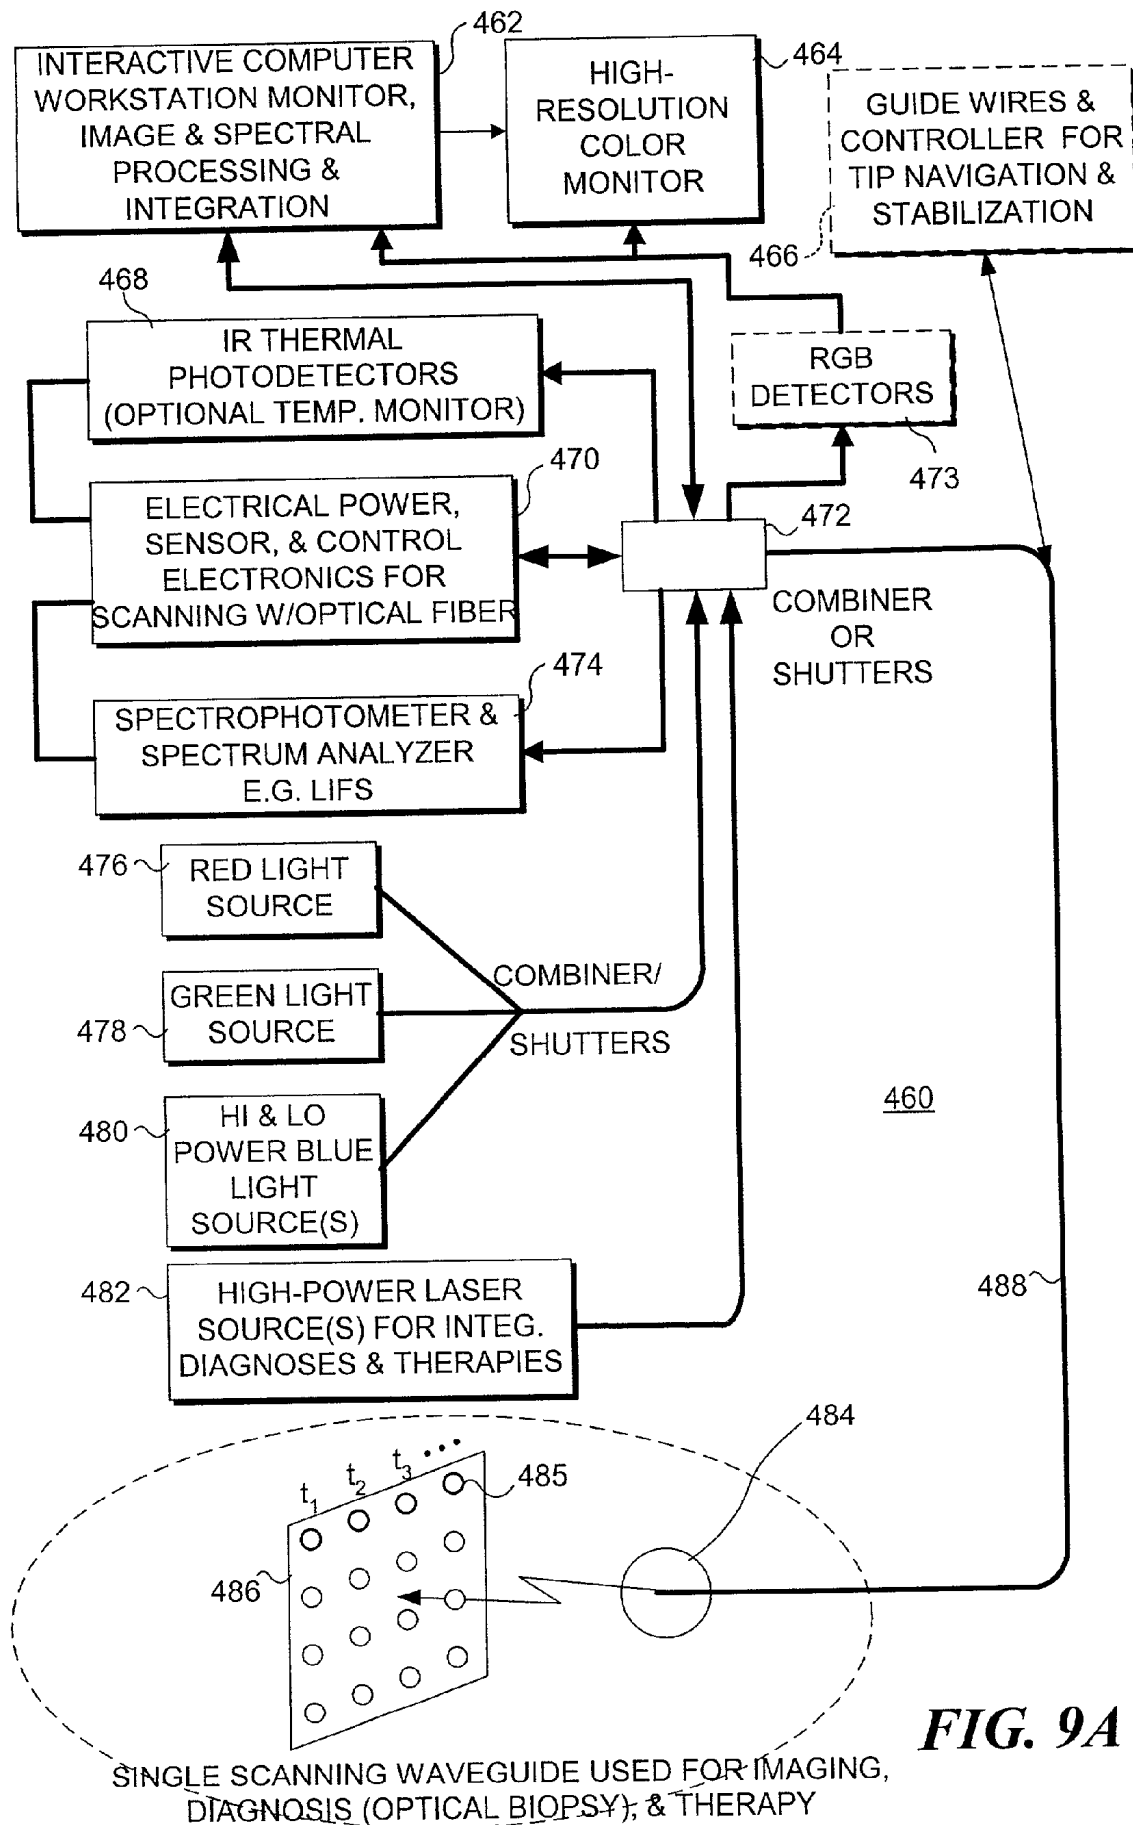 462
INTERACTIVE COMPUTER
WORKSTATION MONITOR,
IMAGE & SPECTRAL
PROCESSING &
INTEGRATION
464
HIGH-
RESOLUTION
COLOR
MONITOR
GUIDE WIRES &
CONTROLLER FOR
TIP NAVIGATION &
STABILIZATION
466
468
IR THERMAL
PHOTODETECTORS
(OPTIONAL TEMP. MONITOR)
RGB
DETECTORS
473
470
ELECTRICAL POWER,
SENSOR, & CONTROL
ELECTRONICS FOR
SCANNING W/OPTICAL FIBER
472
COMBINER
OR
SHUTTERS
474
SPECTROPHOTOMETER &
SPECTRUM ANALYZER
E.G. LIFS
476
RED LIGHT
SOURCE
478
GREEN LIGHT
SOURCE
COMBINER/
SHUTTERS
480
HI & LO
POWER BLUE
LIGHT
SOURCE(S)
460
482
HIGH-POWER LASER
SOURCE(S) FOR INTEG.
DIAGNOSES & THERAPIES
488
484
t1 t2 t3 •••
485
486
FIG. 9A
SINGLE SCANNING WAVEGUIDE USED FOR IMAGING,
DIAGNOSIS (OPTICAL BIOPSY), & THERAPY